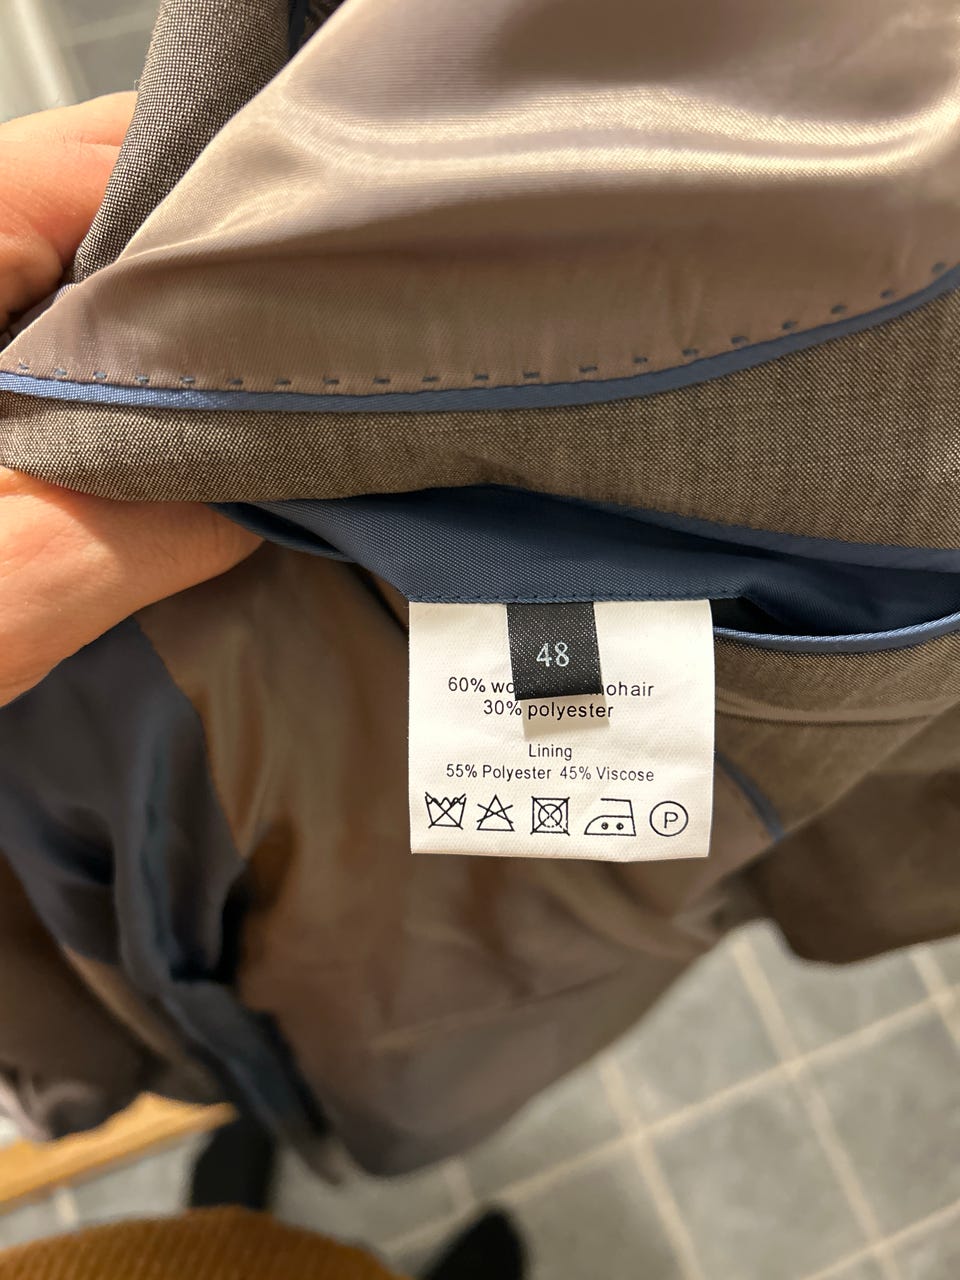 48
60%
30% polyester
Lining
55% Polyester 45% Viscose
P